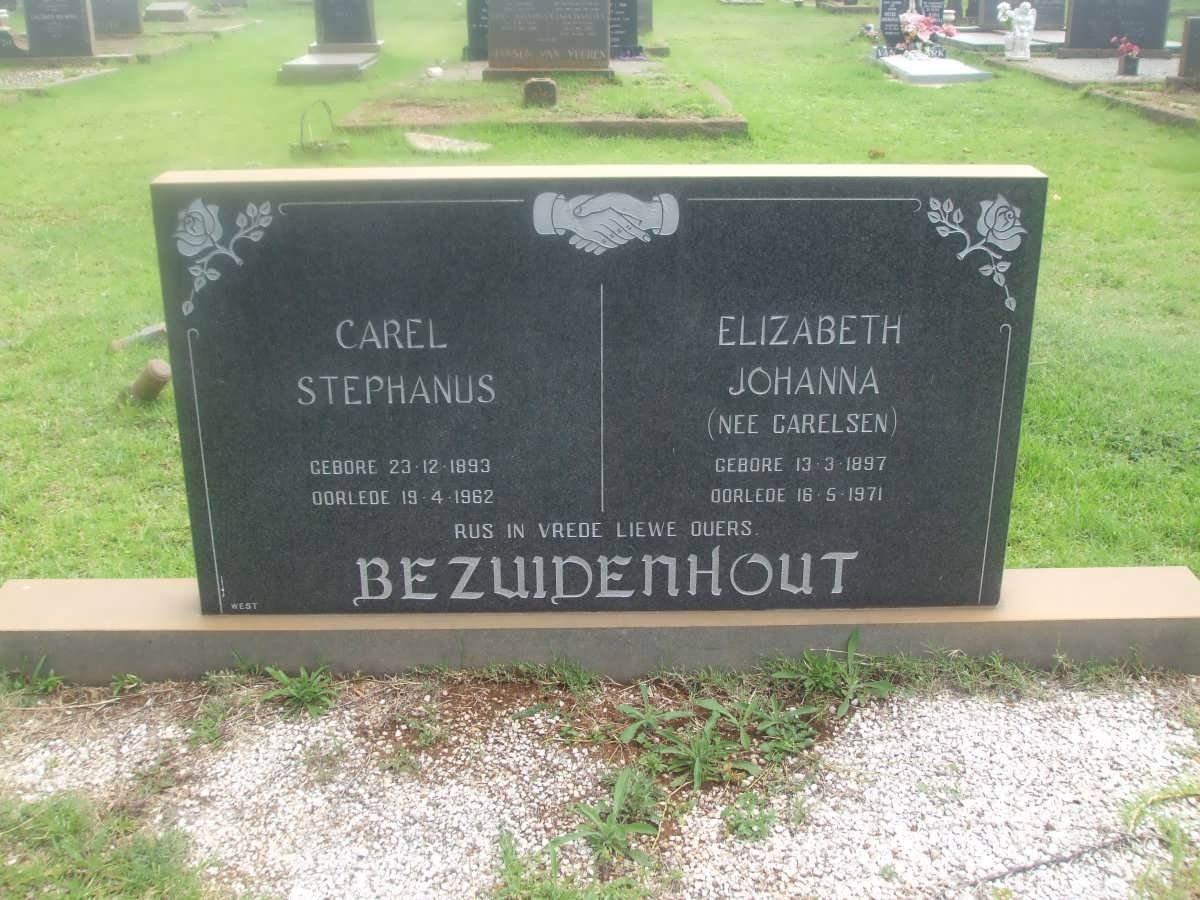 CAREL
STEPHANUS
GEBORE 23·12·1893
OORLEDE 19·4·1962
ELIZABETH
JOHANNA
(NEE CARELSEN)
GEBORE 13·3·1897
OORLEDE 16·5·1971
RUS IN VREDE LIEWE OUERS.
BEZUIDENHOUT
WEST